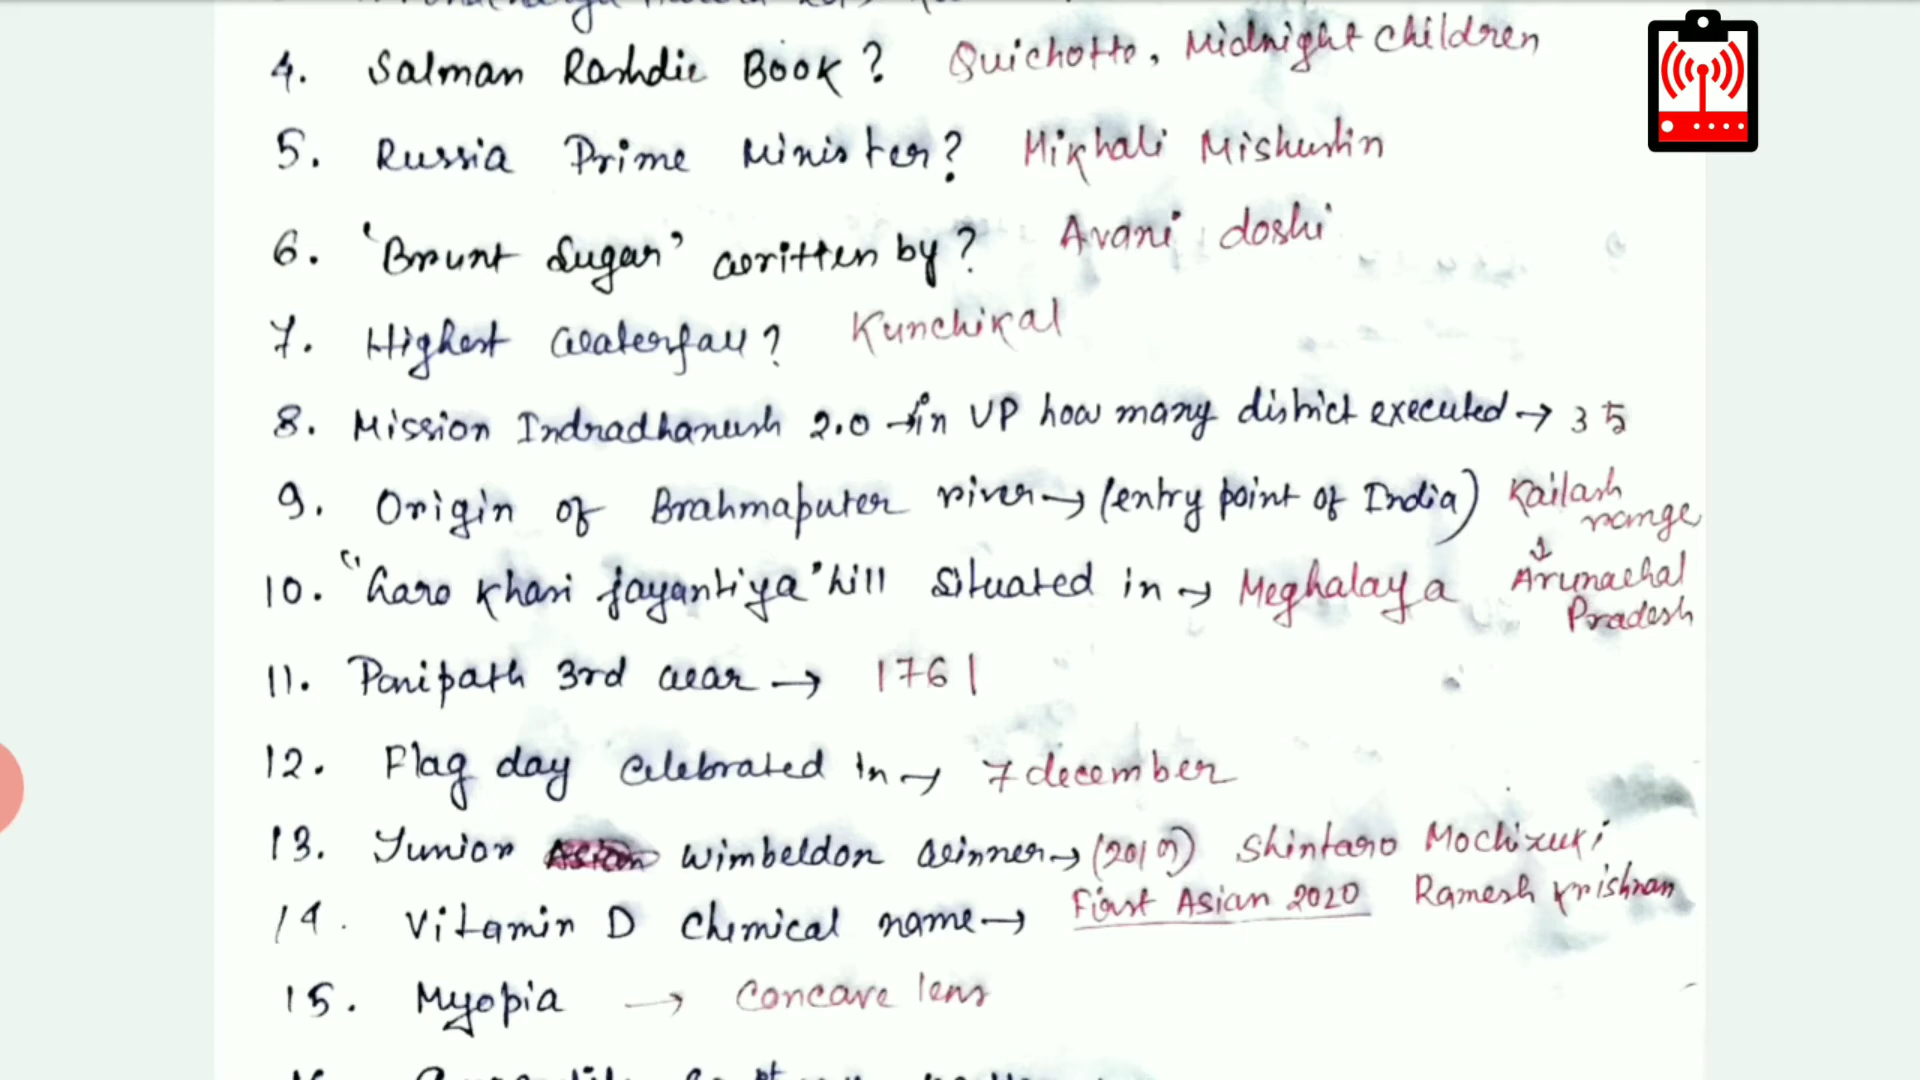 4. Salman Rashdie Book? Quichotte, Midnight children
5. Russia Prime Minister? Mikhali Mishustin
6. 'Brunt Sugar' written by? Avani doshi
7. Highest waterfall? Kunchikal
8. Mission Indradhanush 2.0 → in UP how many district executed → 35
9. Origin of Brahmaputer river → (entry point of India) Kailash range
↓
10. "Garo khasi jayantiya" hill situated in → Meghalaya Arunachal Pradesh
11. Panipath 3rd war → 1761
12. Flag day celebrated in → 7 december
13. Junior Asian Wimbeldon winner → (2019) Shintaro Mochizuki
First Asian 2020 Ramesh Krishnan
14. Vitamin D Chemical name →
15. Myopia → Concave lens